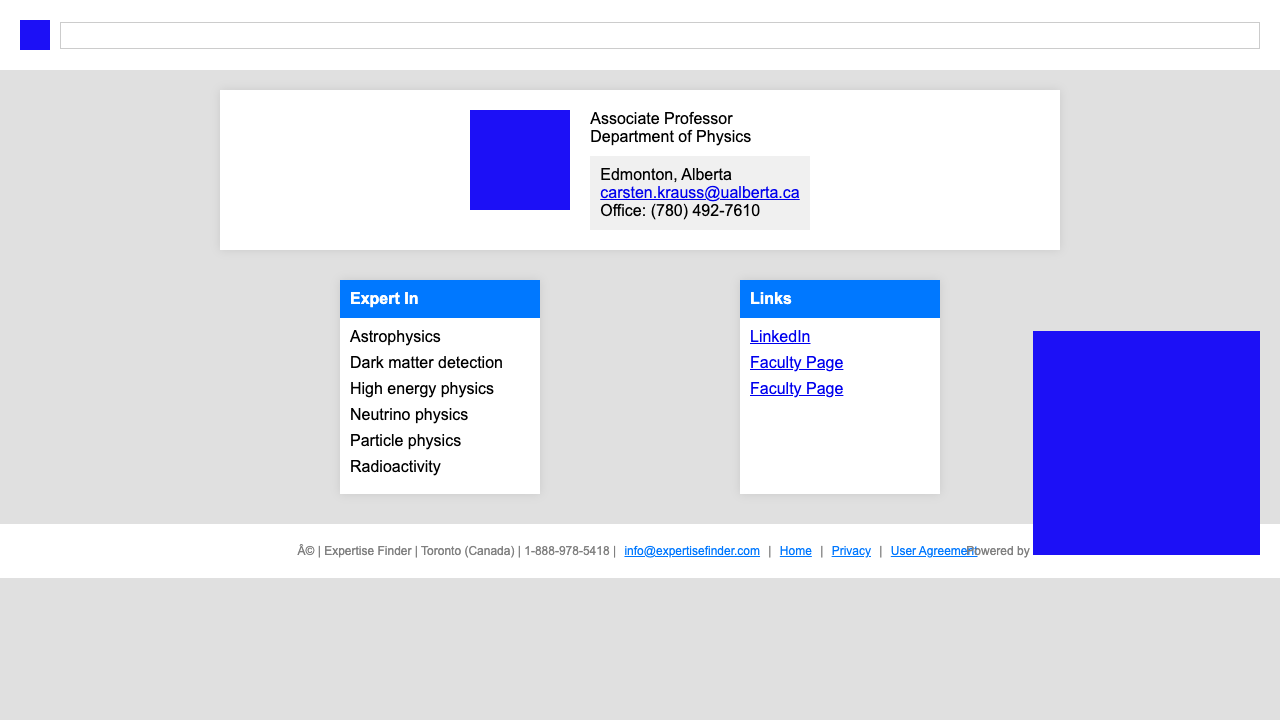 Associate Professor
Department of Physics
Edmonton, Alberta
carsten.krauss@ualberta.ca
Office: (780) 492-7610
Expert In
Astrophysics
Dark matter detection
High energy physics
Neutrino physics
Particle physics
Radioactivity
Links
LinkedIn
Faculty Page
Faculty Page
Â© | Expertise Finder | Toronto (Canada) | 1-888-978-5418 | info@expertisefinder.com | Home | Privacy | User Agreement Powered by